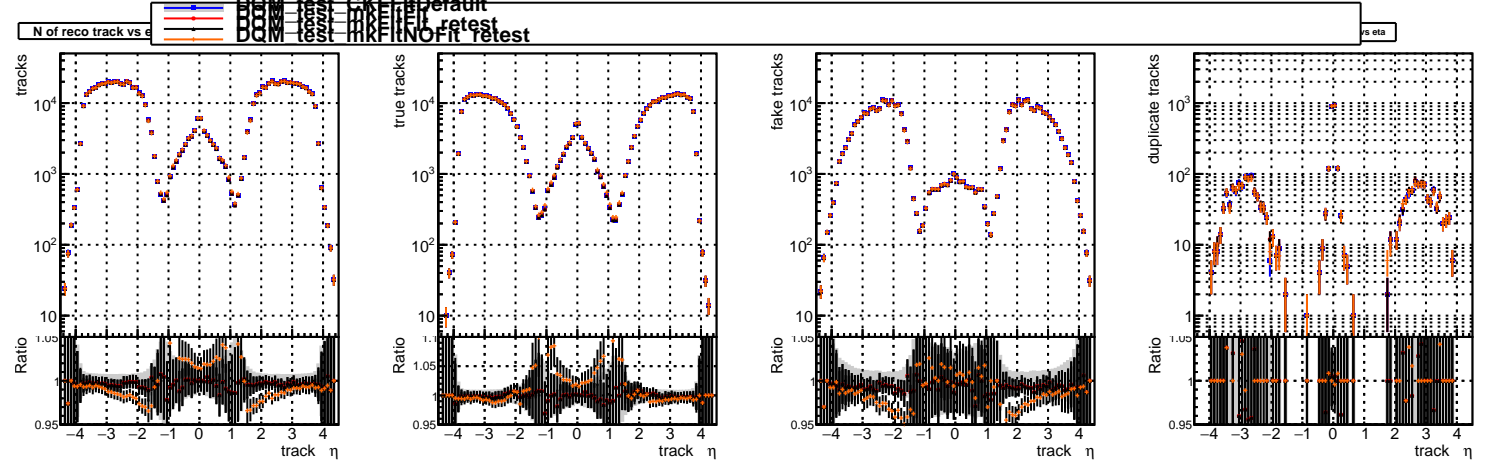 DQM_test_CKFFitDefault
DQM_test_mkFitFit
DQM_test_mkFitFit_retest
DQM_test_mkFitNOFit_retest
N of reco track vs
vs eta
tracks
10⁴
10³
10²
10
1.05
1
0.95
Ratio
−4 −3 −2 −1 0 1 2 3 4
track η
true tracks
10⁴
10³
10²
10
1.1
1.05
1
Ratio
−4 −3 −2 −1 0 1 2 3 4
track η
fake tracks
10⁴
10³
10²
10
1.05
1
0.95
Ratio
−4 −3 −2 −1 0 1 2 3 4
track η
duplicate tracks
10³
10²
10
1
1.05
1
0.95
Ratio
−4 −3 −2 −1 0 1 2 3 4
track η